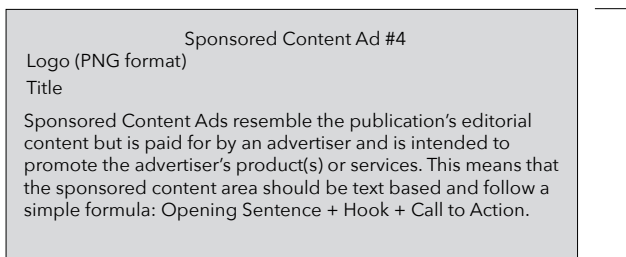 Sponsored Content Ad #4
Logo (PNG format)
Title
Sponsored Content Ads resemble the publication’s editorial
content but is paid for by an advertiser and is intended to
promote the advertiser’s product(s) or services. This means that
the sponsored content area should be text based and follow a
simple formula: Opening Sentence + Hook + Call to Action.